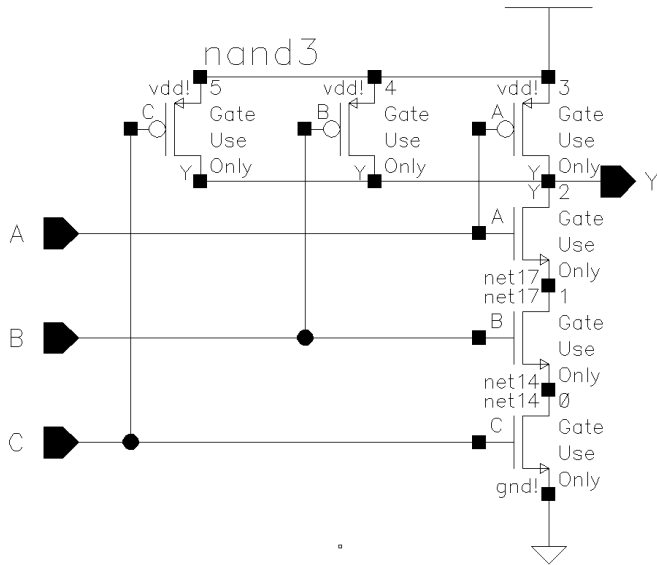 nand3
vdd! 5
vdd! 4
vdd! 3
C
Gate
Use
Only
B
Gate
Use
Only
A
Gate
Use
Only
Y
Y
Y
Y
Y 2
A
A
Gate
Use
Only
net17
net17 1
B
B
Gate
Use
Only
net14
net14 0
C
C
Gate
Use
Only
gnd!